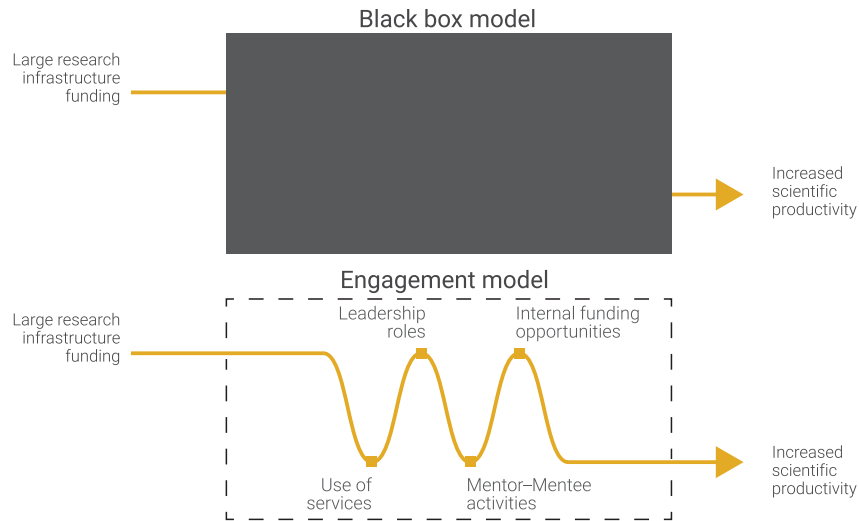 Black box model
Large research
infrastructure
funding
Increased
scientific
productivity
Engagement model
Large research
infrastructure
funding
Leadership
roles
Internal funding
opportunities
Use of
services
Mentor–Mentee
activities
Increased
scientific
productivity